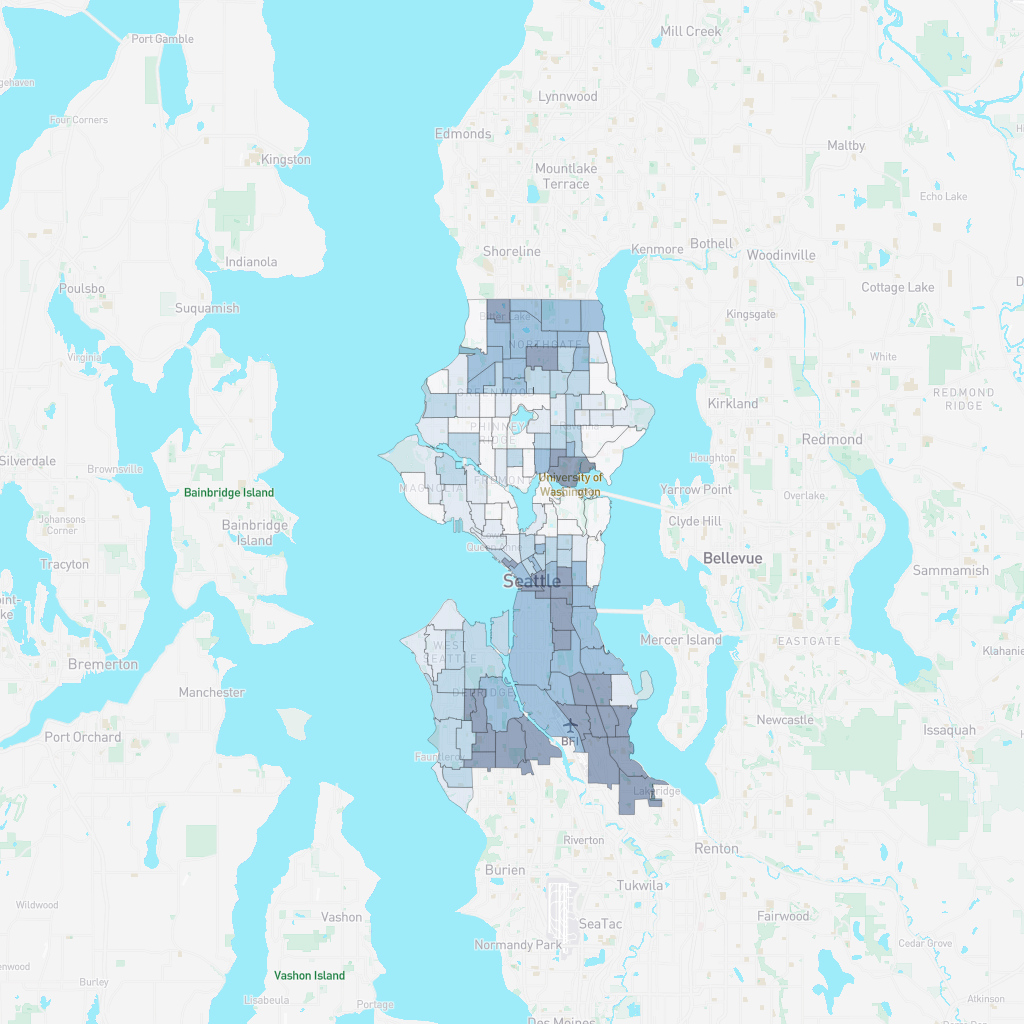 Mill Creek
Port Gamble
gehaven
Lynnwood
Four Corners
Edmonds
Maltby
Kingston
Mountlake
Terrace
Echo Lake
Shoreline
Kenmore
Bothell
Woodinville
Indianola
Poulsbo
Cottage Lake
Suquamish
Bitter Lake
Kingsgate
NORTHGATE
Virginia
White
GREENWOOD
REDMOND
RIDGE
Kirkland
PHINNEY
RIDGE
Redmond
Silverdale
Brownsville
Houghton
FREMONT
University of
Washington
MAGNOLIA
Yarrow Point
Overlake
Bainbridge Island
Johansons
Corner
Bainbridge
Island
Clyde Hill
Queen Anne
Bellevue
Tracyton
Seattle
Sammamish
Point-
ke
Mercer Island
EASTGATE
WEST
SEATTLE
Klahanie
Bremerton
Manchester
DELRIDGE
Newcastle
Issaquah
Port Orchard
BFI
Fauntleroy
Lakeridge
Riverton
Renton
Burien
Tukwila
Wildwood
Vashon
SeaTac
Fairwood
Normandy Park
Cedar Grove
enwood
Vashon Island
Burley
Lisabeula
Portage
Atkinson
Des Moines